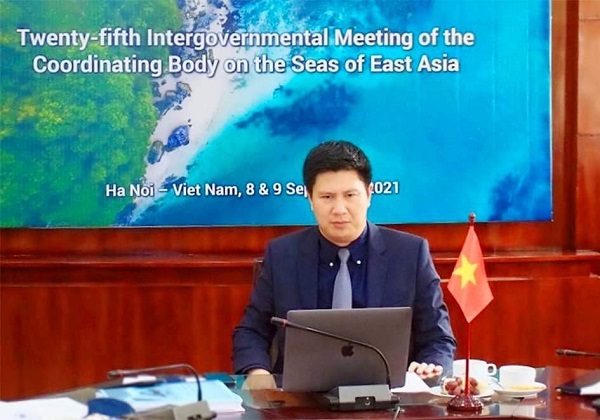 Twenty-fifth Intergovernmental Meeting of the
Coordinating Body on the Seas of East Asia
Ha Noi – Viet Nam, 8 & 9 Sep 2021